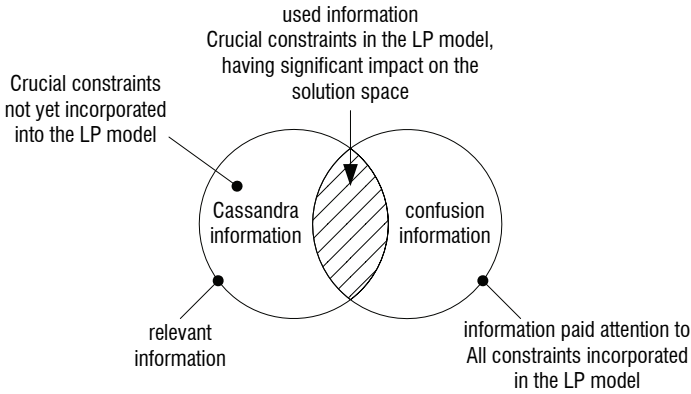 used information
Crucial constraints in the LP model,
having significant impact on the
solution space
Crucial constraints
not yet incorporated
into the LP model
Cassandra
information
confusion
information
relevant
information
information paid attention to
All constraints incorporated
in the LP model